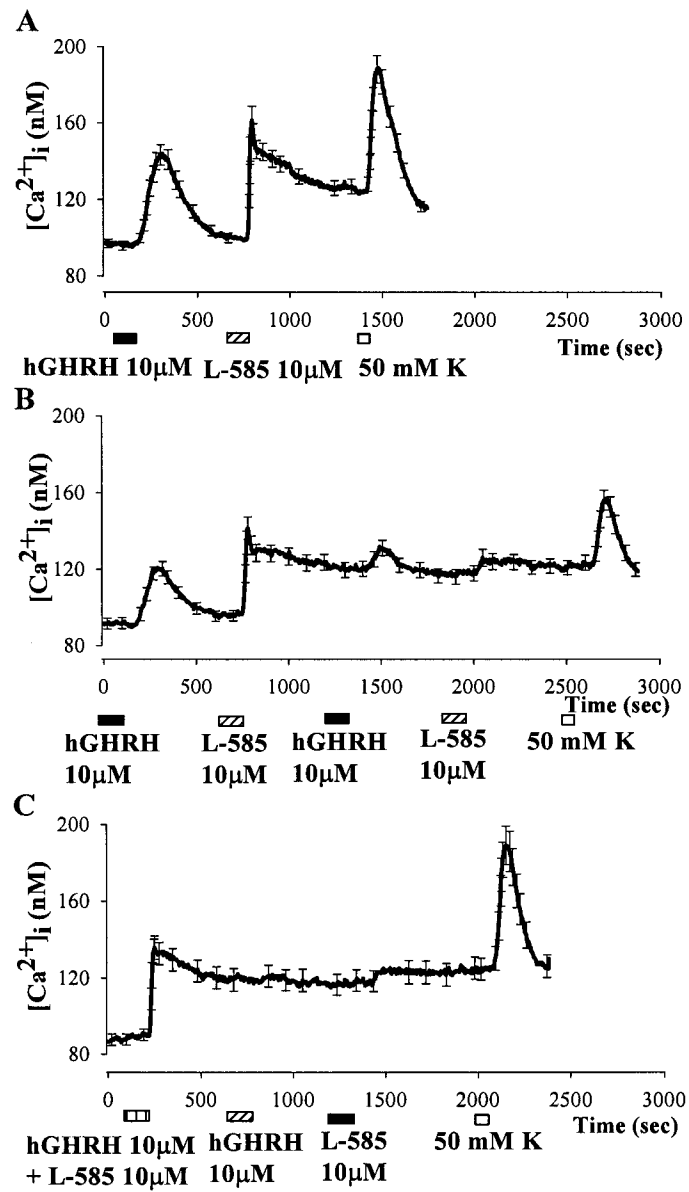 A
200
160
120
80
[Ca2+]i (nM)
0 500 1000 1500 2000 2500 3000
Time (sec)
hGHRH 10μM L-585 10μM 50 mM K
B
200
160
120
80
[Ca2+]i (nM)
0 500 1000 1500 2000 2500 3000
Time (sec)
hGHRH L-585 hGHRH L-585 50 mM K
10μM 10μM 10μM 10μM
C
200
160
120
80
[Ca2+]i (nM)
0 500 1000 1500 2000 2500 3000
Time (sec)
hGHRH 10μM hGHRH L-585 50 mM K
+ L-585 10μM 10μM 10μM